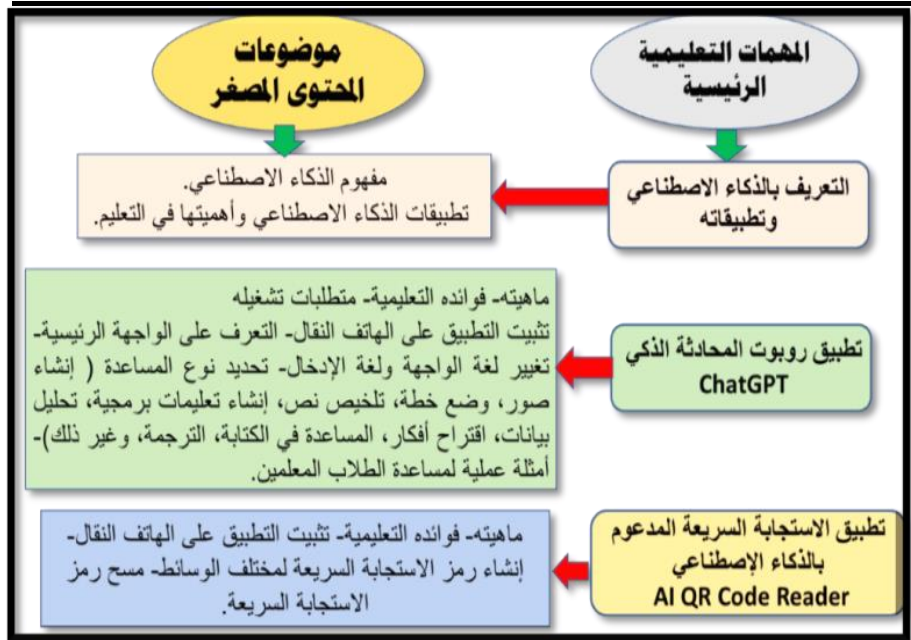 المهمات التعليمية
الرئيسية
موضوعات
المحتوى المصغر
التعريف بالذكاء الاصطناعي
وتطبيقاته
مفهوم الذكاء الاصطناعي.
تطبيقات الذكاء الاصطناعي وأهميتها في التعليم.
تطبيق روبوت المحادثة الذكي
ChatGPT
ماهيته- فوائده التعليمية- متطلبات تشغيله
تثبيت التطبيق على الهاتف النقال- التعرف على الواجهة الرئيسية-
تغيير لغة الواجهة ولغة الإدخال- تحديد نوع المساعدة ( إنشاء
صور، وضع خطة، تلخيص نص، إنشاء تعليمات برمجية، تحليل
بيانات، اقتراح أفكار، المساعدة في الكتابة، الترجمة، وغير ذلك)-
أمثلة عملية لمساعدة الطلاب المعلمين.
تطبيق الاستجابة السريعة المدعوم
بالذكاء الإصطناعي
AI QR Code Reader
ماهيته- فوائده التعليمية- تثبيت التطبيق على الهاتف النقال-
إنشاء رمز الاستجابة السريعة لمختلف الوسائط- مسح رمز
الاستجابة السريعة.